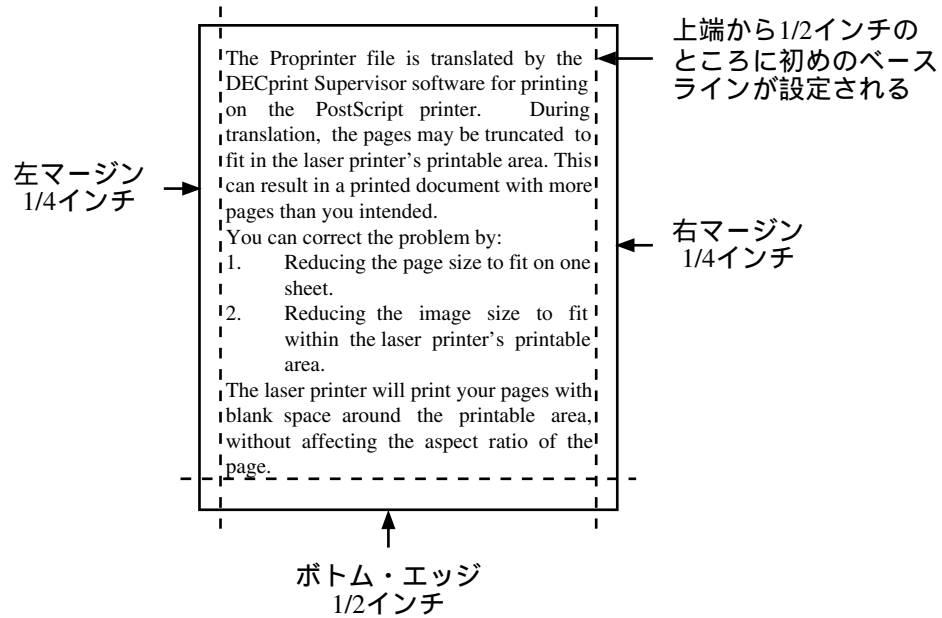 上端から1/2インチの
ところに初めのベース
ラインが設定される
The Proprinter file is translated by the
DECprint Supervisor software for printing
on the PostScript printer. During
translation, the pages may be truncated to
fit in the laser printer's printable area. This
can result in a printed document with more
pages than you intended.
You can correct the problem by:
1. Reducing the page size to fit on one
sheet.
2. Reducing the image size to fit
within the laser printer's printable
area.
The laser printer will print your pages with
blank space around the printable area,
without affecting the aspect ratio of the
page.
左マージン
1/4インチ
右マージン
1/4インチ
ボトム・エッジ
1/2インチ